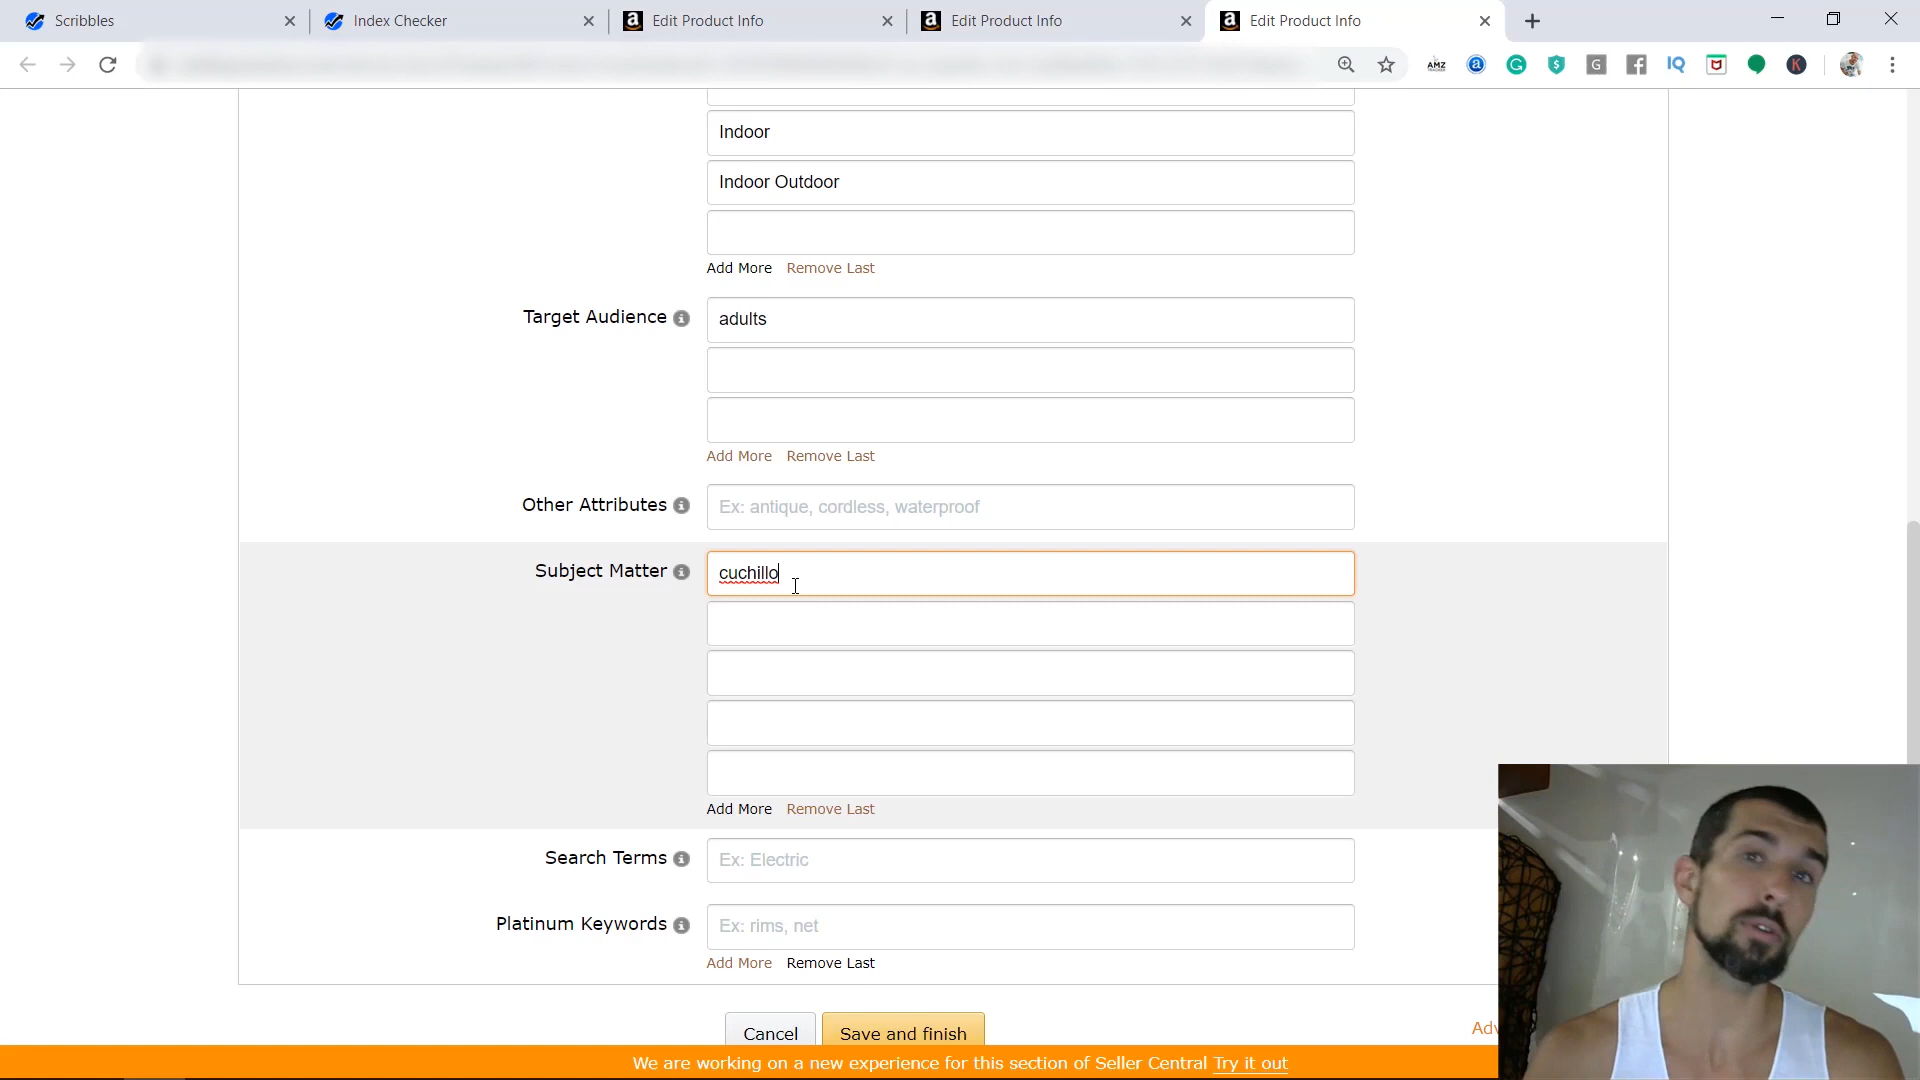 Scribbles
Index Checker
Edit Product Info
Edit Product Info
Edit Product Info
Indoor
Indoor Outdoor
Add More Remove Last
Target Audience
adults
Add More Remove Last
Other Attributes
Ex: antique, cordless, waterproof
Subject Matter
cuchillo
Add More Remove Last
Search Terms
Ex: Electric
Platinum Keywords
Ex: rims, net
Add More Remove Last
Cancel
Save and finish
We are working on a new experience for this section of Seller Central Try it out